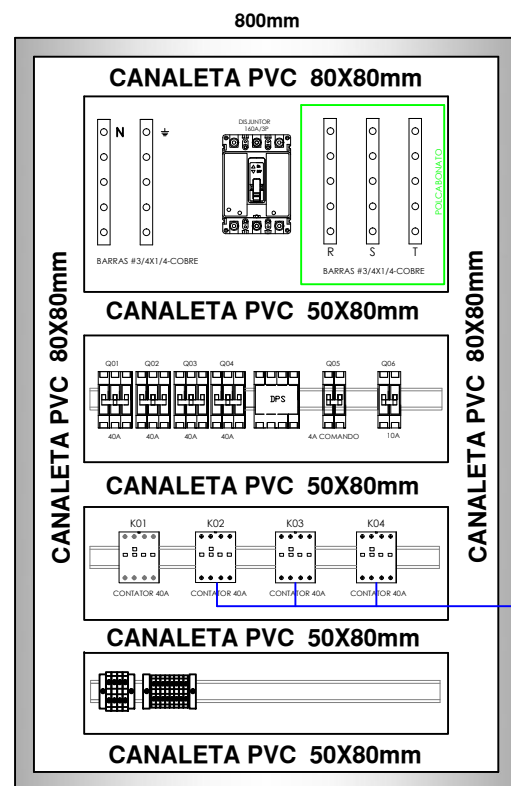 800mm
CANALETA PVC 80X80mm
N
DISJUNTOR
160A/3P
POLCABONATO
R S T
BARRAS #3/4X1/4-COBRE
BARRAS #3/4X1/4-COBRE
CANALETA PVC 80X80mm
CANALETA PVC 80X80mm
CANALETA PVC 50X80mm
Q01 Q02 Q03 Q04 Q05 Q06
DPS
40A 40A 40A 40A 4A COMANDO 10A
CANALETA PVC 50X80mm
K01 K02 K03 K04
CONTATOR 40A CONTATOR 40A CONTATOR 40A CONTATOR 40A
CANALETA PVC 50X80mm
CANALETA PVC 50X80mm